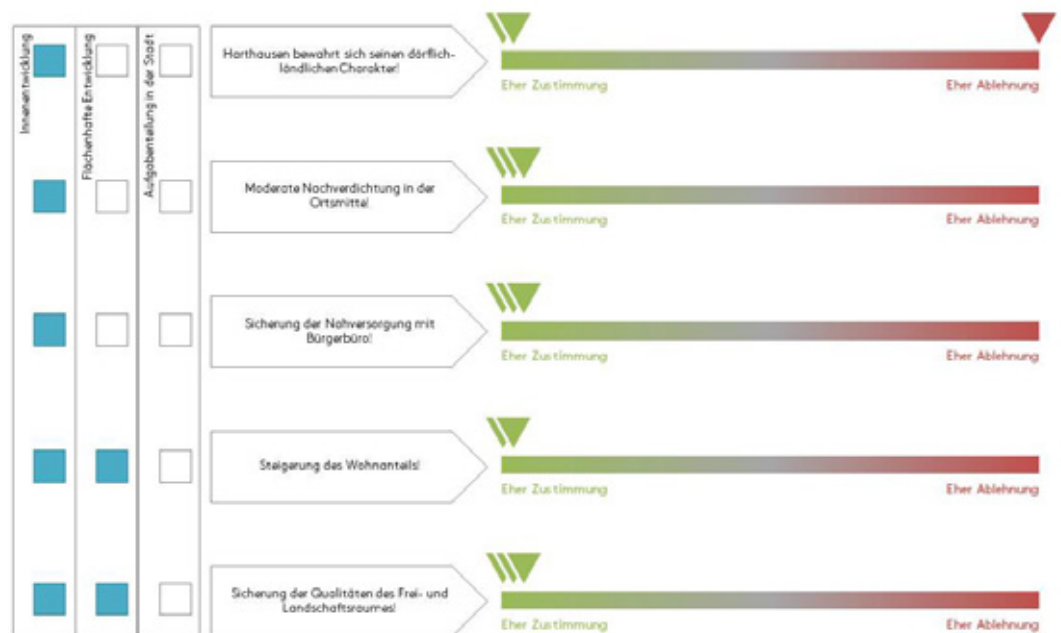 Innenentwicklung
Flächenhafte Entwicklung
Aufgabenteilung in der Stadt
Harthausen bewahrt sich seinen dörflich-
ländlichen Charakter!
Eher Zustimmung
Eher Ablehnung
Moderate Nachverdichtung in der
Ortsmitte!
Eher Zustimmung
Eher Ablehnung
Sicherung der Nahversorgung mit
Bürgerbüro!
Eher Zustimmung
Eher Ablehnung
Steigerung des Wohnanteils!
Eher Zustimmung
Eher Ablehnung
Sicherung der Qualitäten des Frei- und
Landschaftsraumes!
Eher Zustimmung
Eher Ablehnung